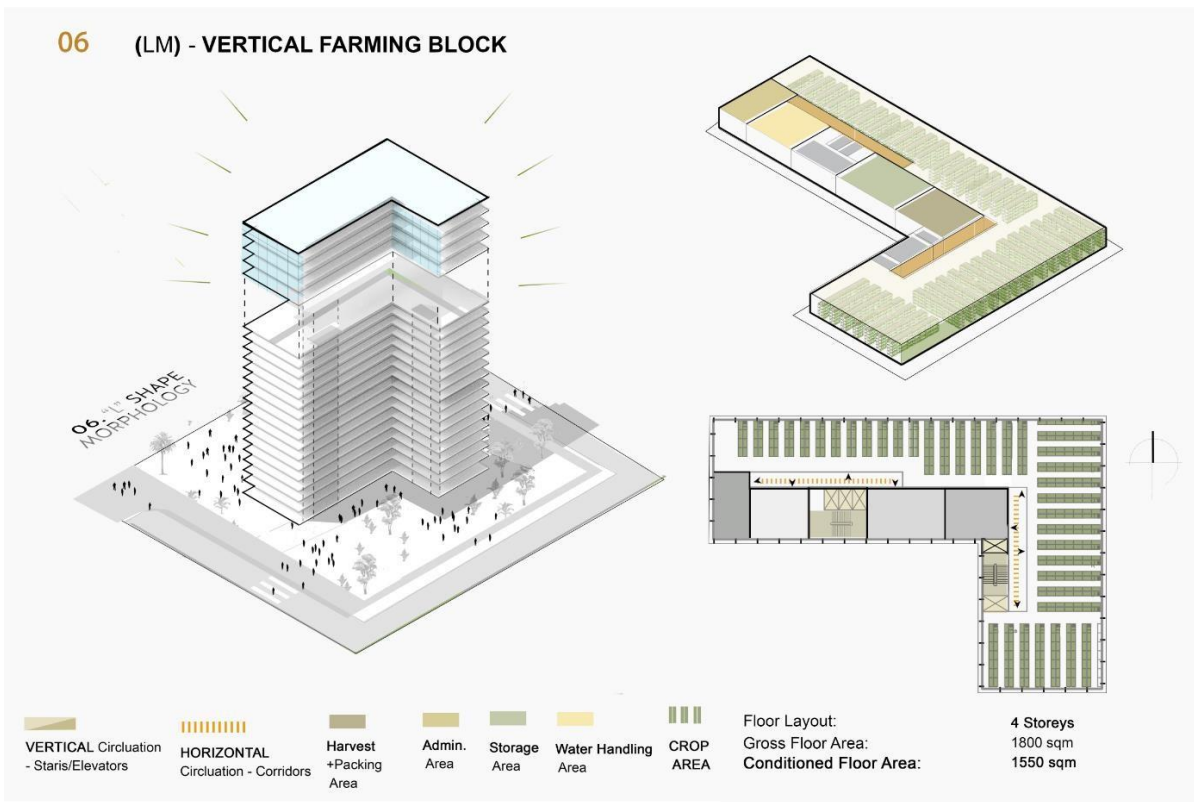 06 (LM) - VERTICAL FARMING BLOCK
06. "L" SHAPE
MORPHOLOGY
VERTICAL Circluation
- Staris/Elevators
HORIZONTAL
Circluation - Corridors
Harvest
+Packing
Area
Admin.
Area
Storage
Area
Water Handling
Area
CROP
AREA
Floor Layout: 4 Storeys
Gross Floor Area: 1800 sqm
Conditioned Floor Area: 1550 sqm